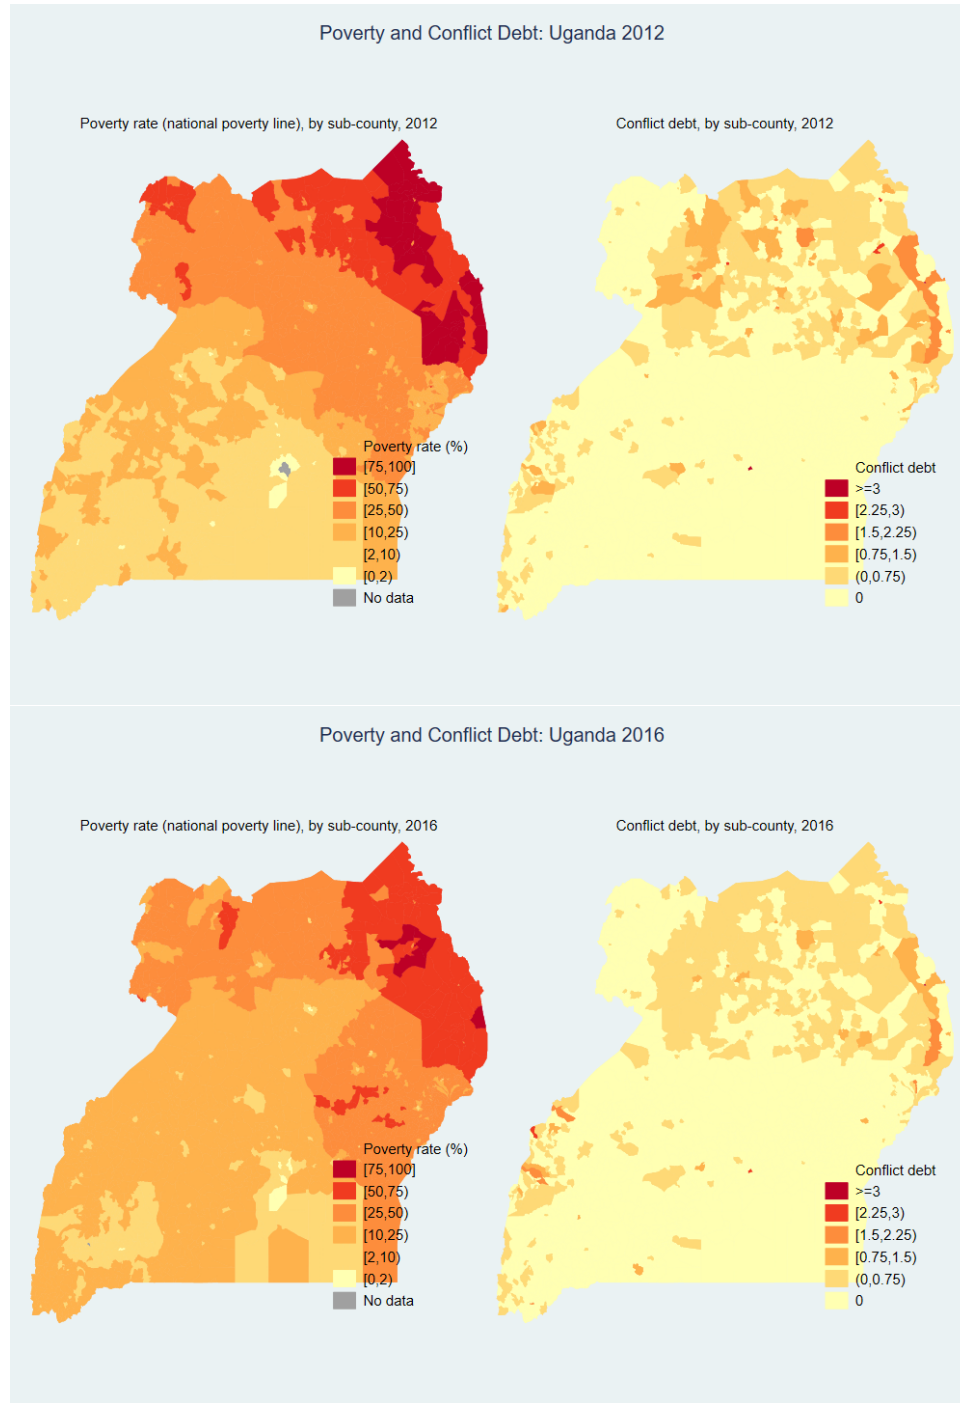 Poverty and Conflict Debt: Uganda 2012
Poverty rate (national poverty line), by sub-county, 2012
Conflict debt, by sub-county, 2012
Poverty rate (%)
[75,100]
[50,75)
[25,50)
[10,25)
[2,10)
[0,2)
No data
Conflict debt
>=3
[2.25,3)
[1.5,2.25)
[0.75,1.5)
(0,0.75)
0
Poverty and Conflict Debt: Uganda 2016
Poverty rate (national poverty line), by sub-county, 2016
Conflict debt, by sub-county, 2016
Poverty rate (%)
[75,100]
[50,75)
[25,50)
[10,25)
[2,10)
[0,2)
No data
Conflict debt
>=3
[2.25,3)
[1.5,2.25)
[0.75,1.5)
(0,0.75)
0